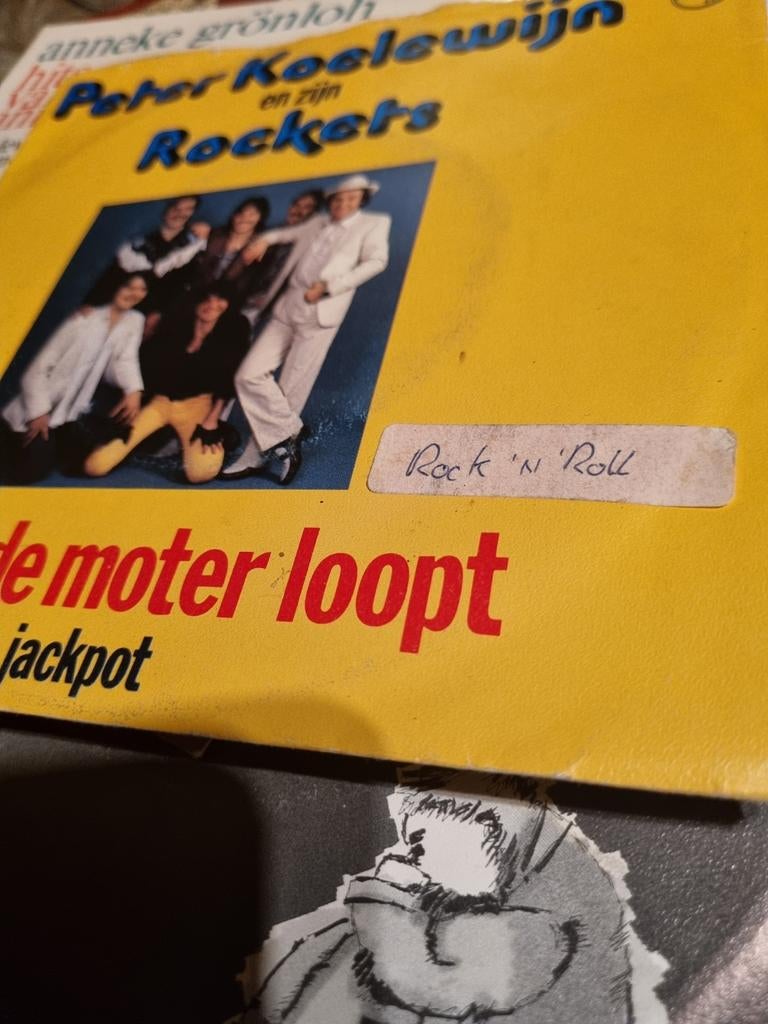 anneke grönloh
Peter Koelewijn
en zijn
Rockets
Rock 'N' Roll
de moter loopt
jackpot